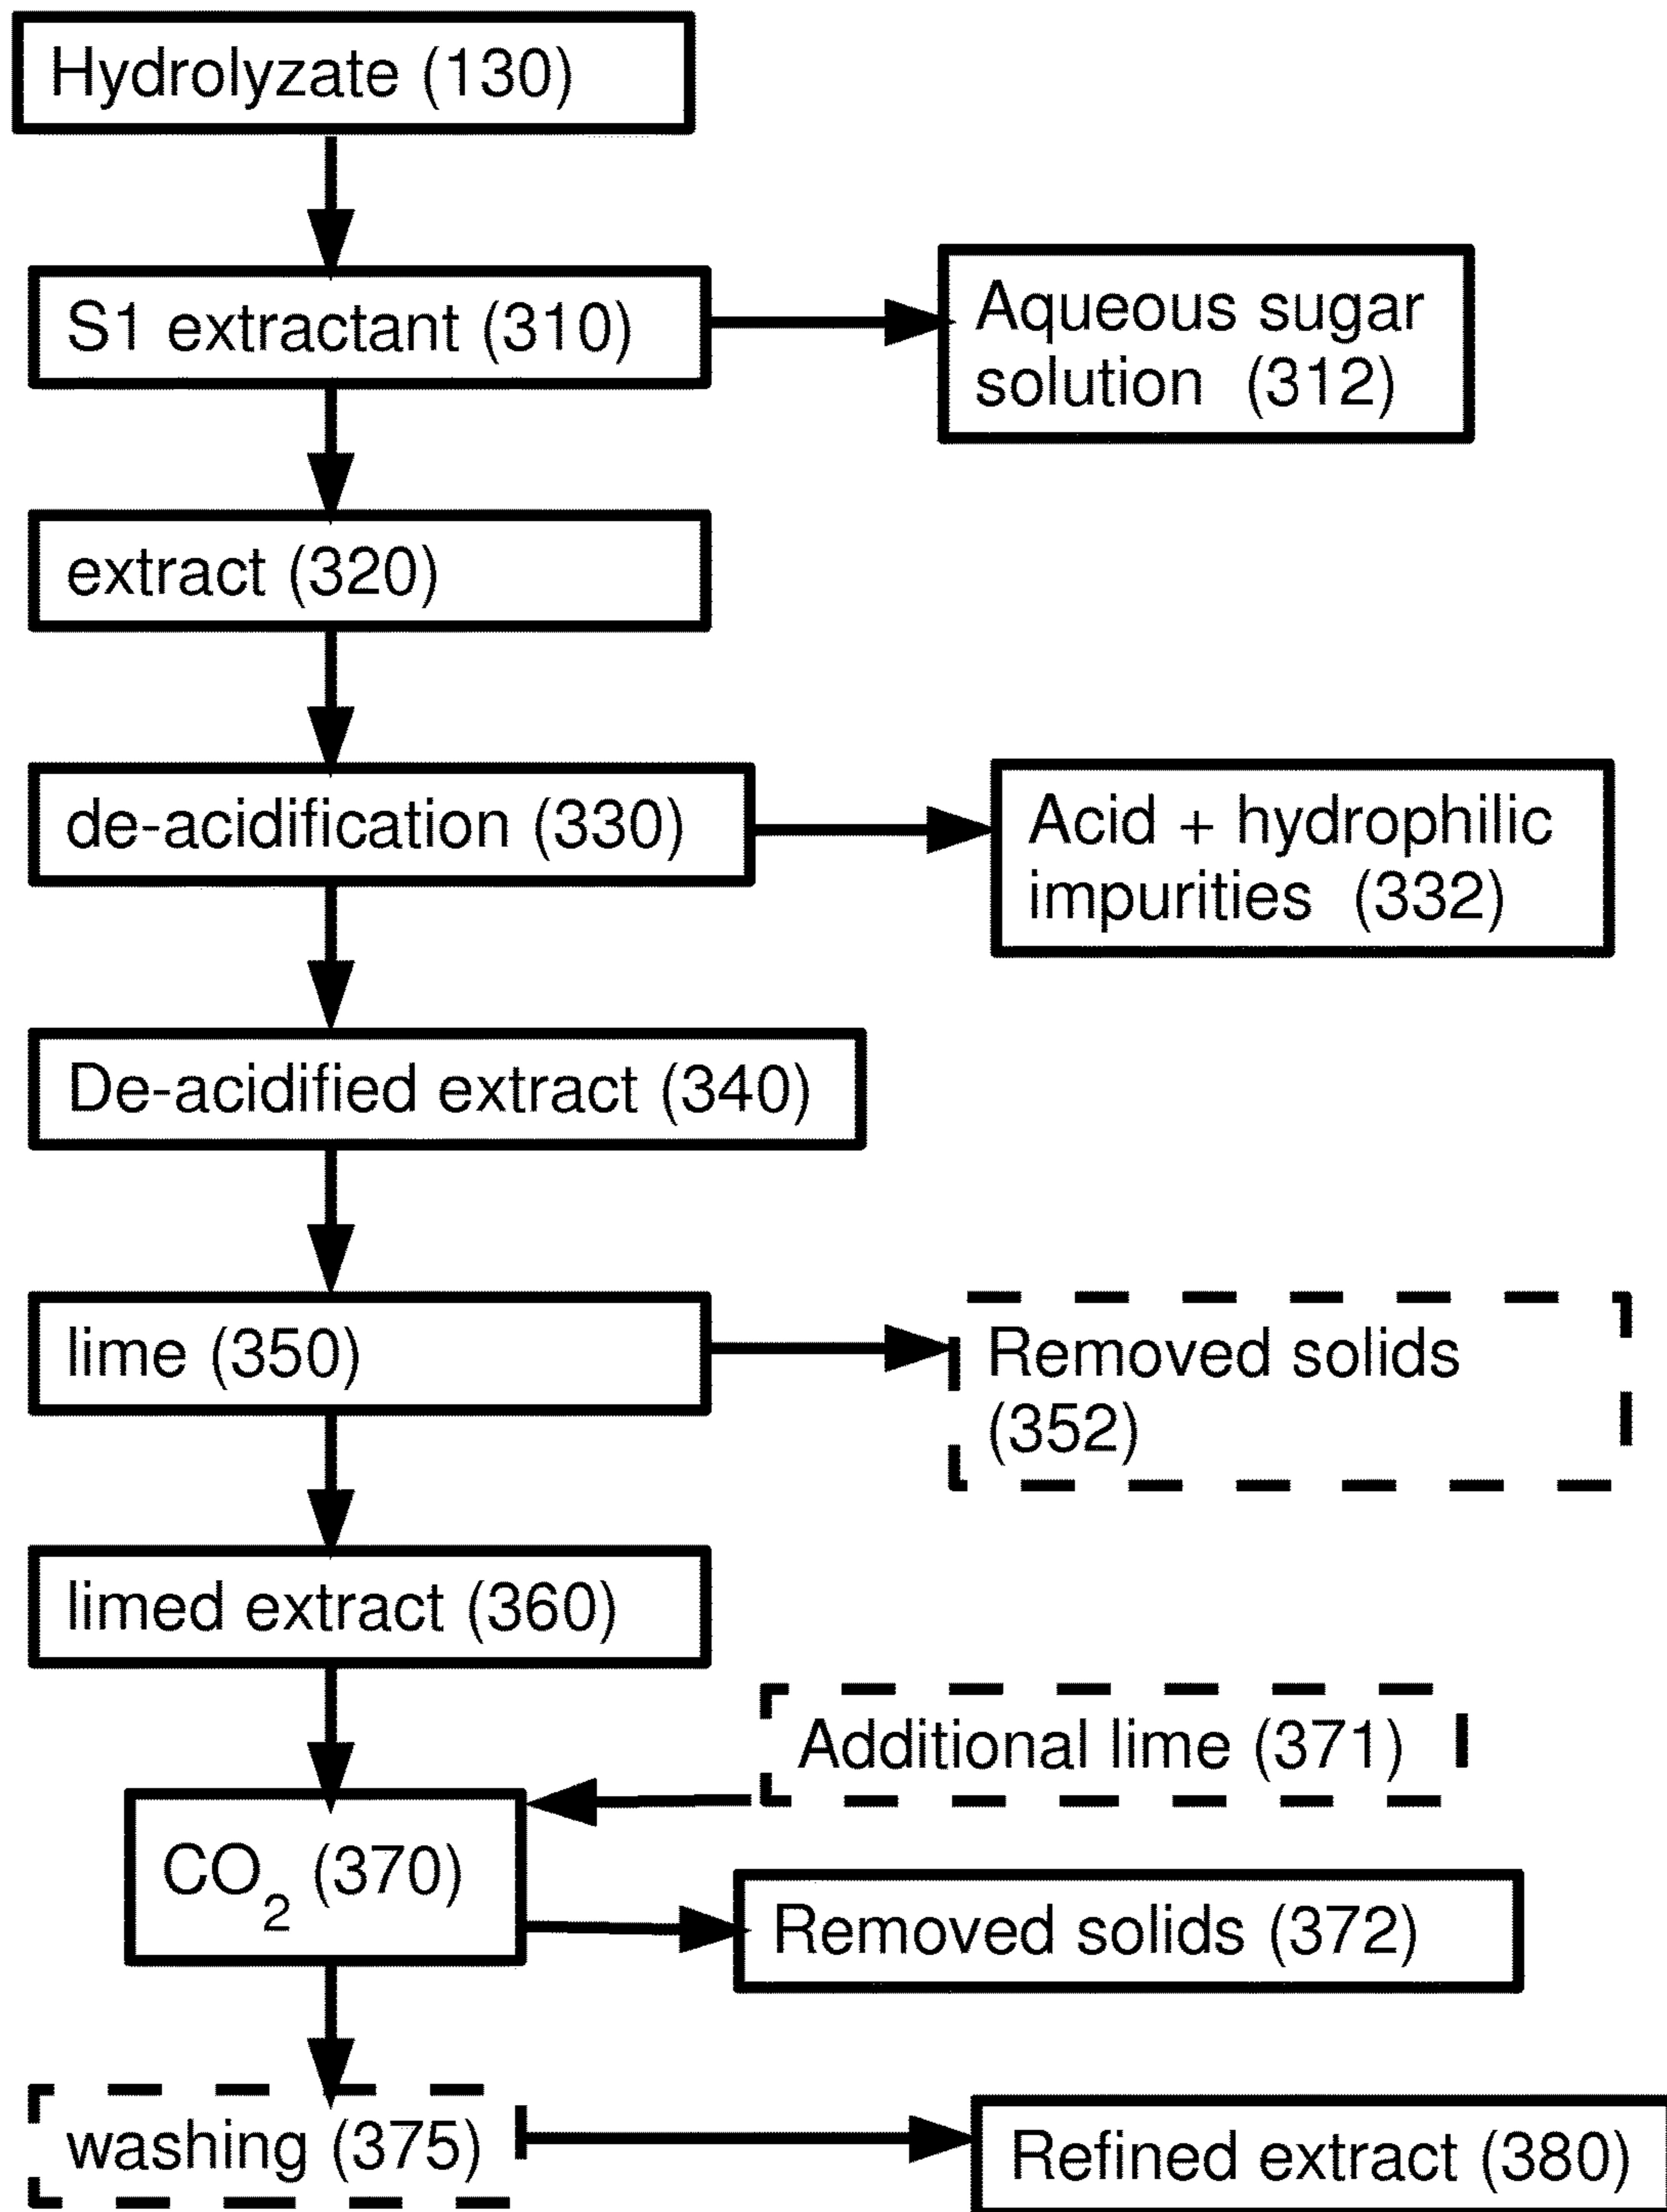 Hydrolyzate (130)
S1 extractant (310)
Aqueous sugar
solution (312)
extract (320)
de-acidification (330)
Acid + hydrophilic
impurities (332)
De-acidified extract (340)
lime (350)
Removed solids
(352)
limed extract (360)
Additional lime (371)
CO₂ (370)
Removed solids (372)
washing (375)
Refined extract (380)